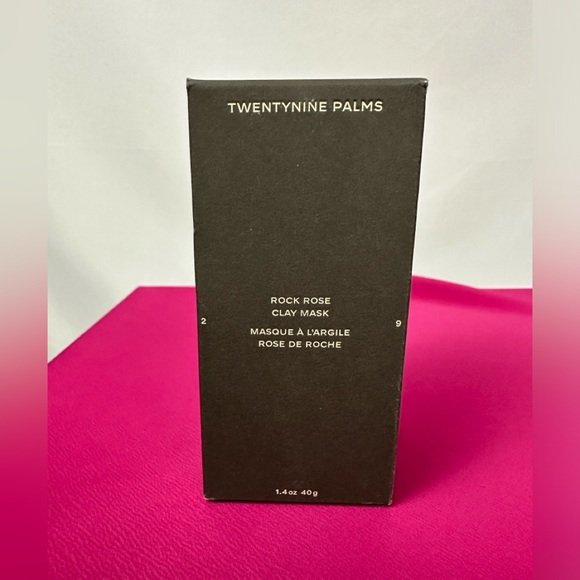 TWENTYNINE PALMS
ROCK ROSE
CLAY MASK
2
9
MASQUE À L'ARGILE
ROSE DE ROCHE
1.4 oz 40g